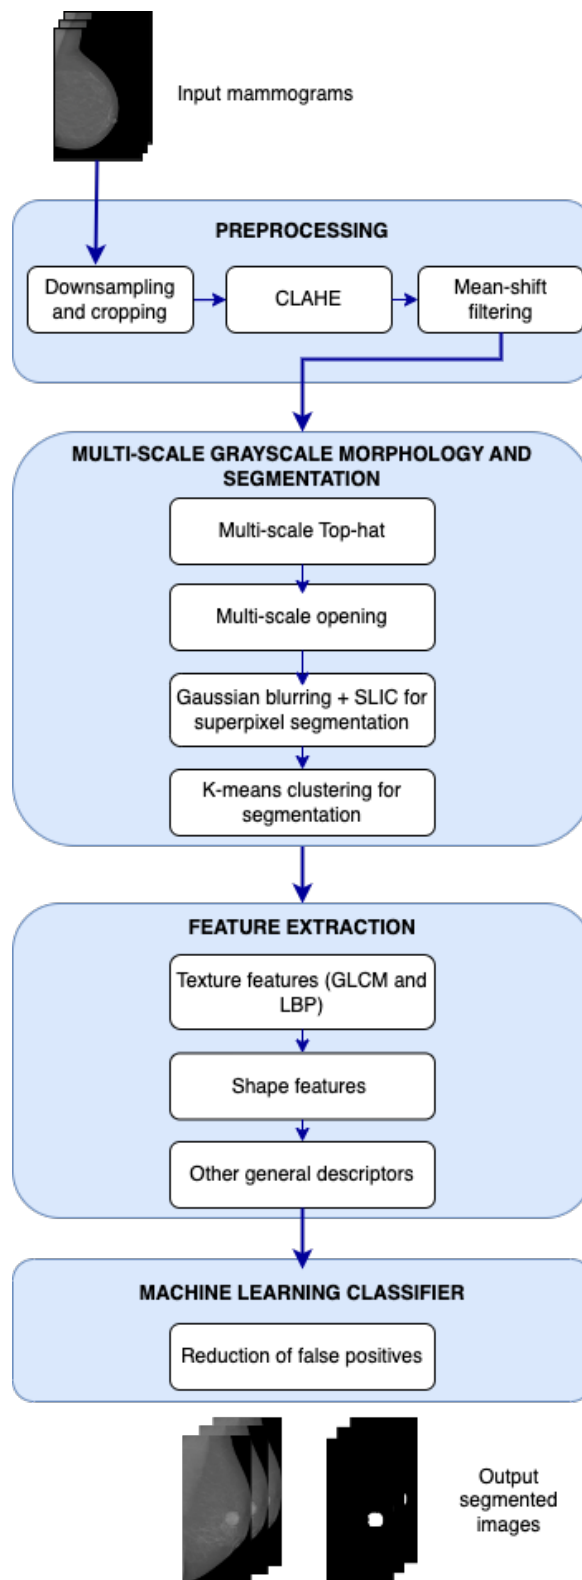 Input mammograms
PREPROCESSING
Downsampling
and cropping
CLAHE
Mean-shift
filtering
MULTI-SCALE GRAYSCALE MORPHOLOGY AND
SEGMENTATION
Multi-scale Top-hat
Multi-scale opening
Gaussian blurring + SLIC for
superpixel segmentation
K-means clustering for
segmentation
FEATURE EXTRACTION
Texture features (GLCM and
LBP)
Shape features
Other general descriptors
MACHINE LEARNING CLASSIFIER
Reduction of false positives
Output
segmented
images